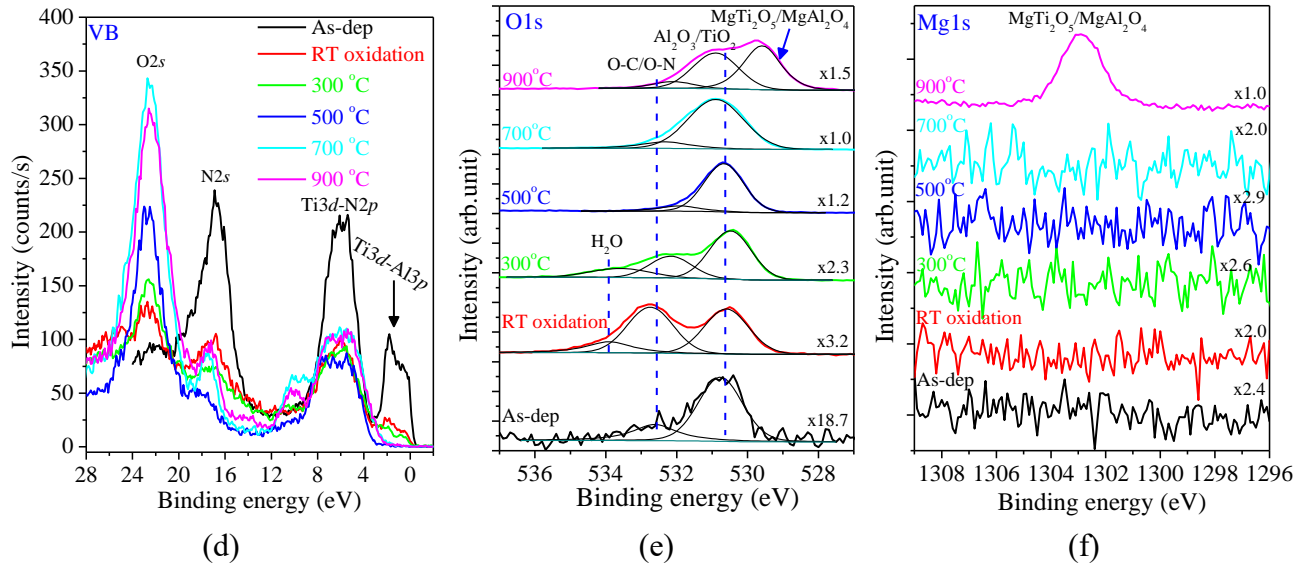 VB
O2s
N2s
Ti3d-N2p
Ti3d-Al3p
As-dep
RT oxidation
300 °C
500 °C
700 °C
900 °C
400
350
300
250
200
150
100
50
0
28 24 20 16 12 8 4 0
Intensity (counts/s)
Binding energy (eV)
(d)
O1s
MgTi₂O₅/MgAl₂O₄
Al₂O₃/TiO₂
O-C/O-N
900°C
x1.5
700°C
x1.0
500°C
x1.2
H₂O
300°C
x2.3
RT oxidation
x3.2
As-dep
x18.7
536 534 532 530 528
Intensity (arb.unit)
Binding energy (eV)
(e)
Mg1s
MgTi₂O₅/MgAl₂O₄
900°C
x1.0
700°C
x2.0
500°C
x2.9
300°C
x2.6
RT oxidation
x2.0
As-dep
x2.4
1308 1306 1304 1302 1300 1298 1296
Intensity (arb.unit)
Binding energy (eV)
(f)